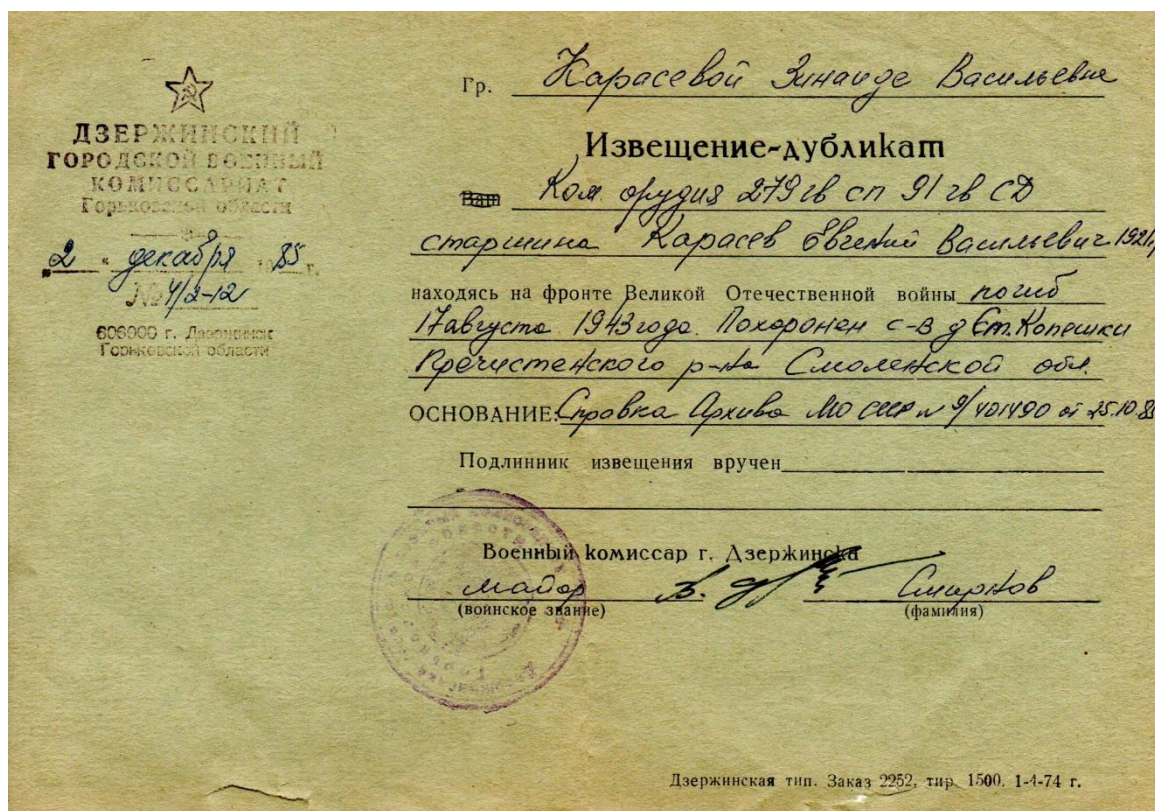 ДЗЕРЖИНСКИЙ
ГОРОДСКОЙ ВОЕННЫЙ
КОМИССАРИАТ
Горьковской области
„2 " декабря 1985 г.
№ 4/2-12
606000 г. Дзержинск
Горьковской области
Гр. Карасевой Зинаиде Васильевне
Извещение-дубликат
Ваш Ком. орудия 279 гв сп 91 гв СД
старшина Карасев Евгений Васильевич 1921г
находясь на фронте Великой Отечественной войны погиб
17 августа 1943 года. Похоронен с-в д Ст. Копешки
Пречистенского р-на Смоленской обл.
ОСНОВАНИЕ: Справка Архива МО СССР № 9/401490 от 25.10.85
Подлинник извещения вручен
Военный комиссар г. Дзержинска
майор Смирнов
(воинское звание) (фамилия)
Дзержинская тип. Заказ 2252, тир. 1500. 1-4-74 г.